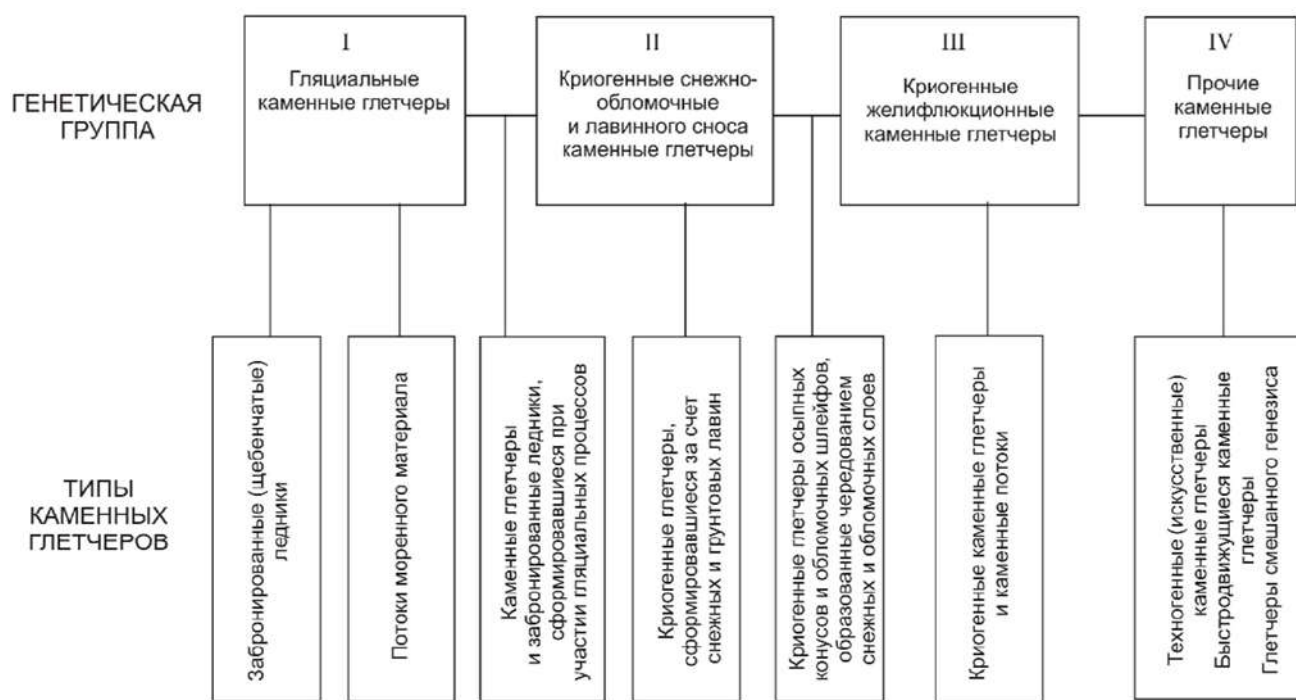 ГЕНЕТИЧЕСКАЯ
ГРУППА
I
Гляциальные
каменные глетчеры
II
Криогенные снежно-
обломочные
и лавинного сноса
каменные глетчеры
III
Криогенные
желифлюкционные
каменные глетчеры
IV
Прочие
каменные
глетчеры
ТИПЫ
КАМЕННЫХ
ГЛЕТЧЕРОВ
Забронированные (щебенчатые)
ледники
Потоки моренного материала
Каменные глетчеры
и забронированные ледники,
сформировавшиеся при
участии гляциальных процессов
Криогенные глетчеры,
сформировавшиеся за счет
снежных и грунтовых лавин
Криогенные глетчеры осыпных
конусов и обломочных шлейфов,
образованные чередованием
снежных и обломочных слоев
Криогенные каменные глетчеры
и каменные потоки
Техногенные (искусственные)
каменные глетчеры
Быстродвижущиеся каменные
глетчеры
Глетчеры смешанного генезиса